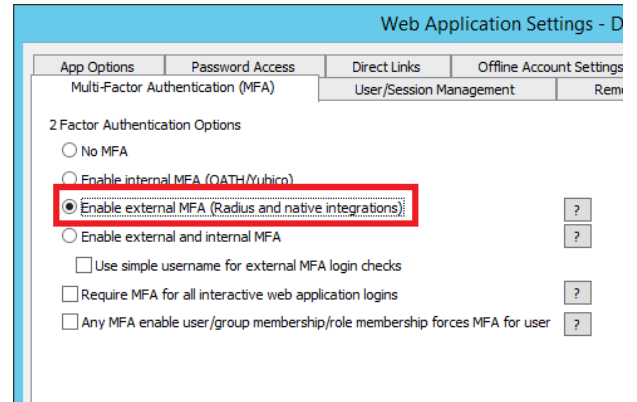 Web Application Settings - D
App Options Password Access Direct Links Offline Account Settings
Multi-Factor Authentication (MFA) User/Session Management Rem
2 Factor Authentication Options
No MFA
Enable internal MFA (OATH/Yubico)
Enable external MFA (Radius and native integrations) ?
Enable external and internal MFA ?
Use simple username for external MFA login checks
Require MFA for all interactive web application logins ?
Any MFA enable user/group membership/role membership forces MFA for user ?